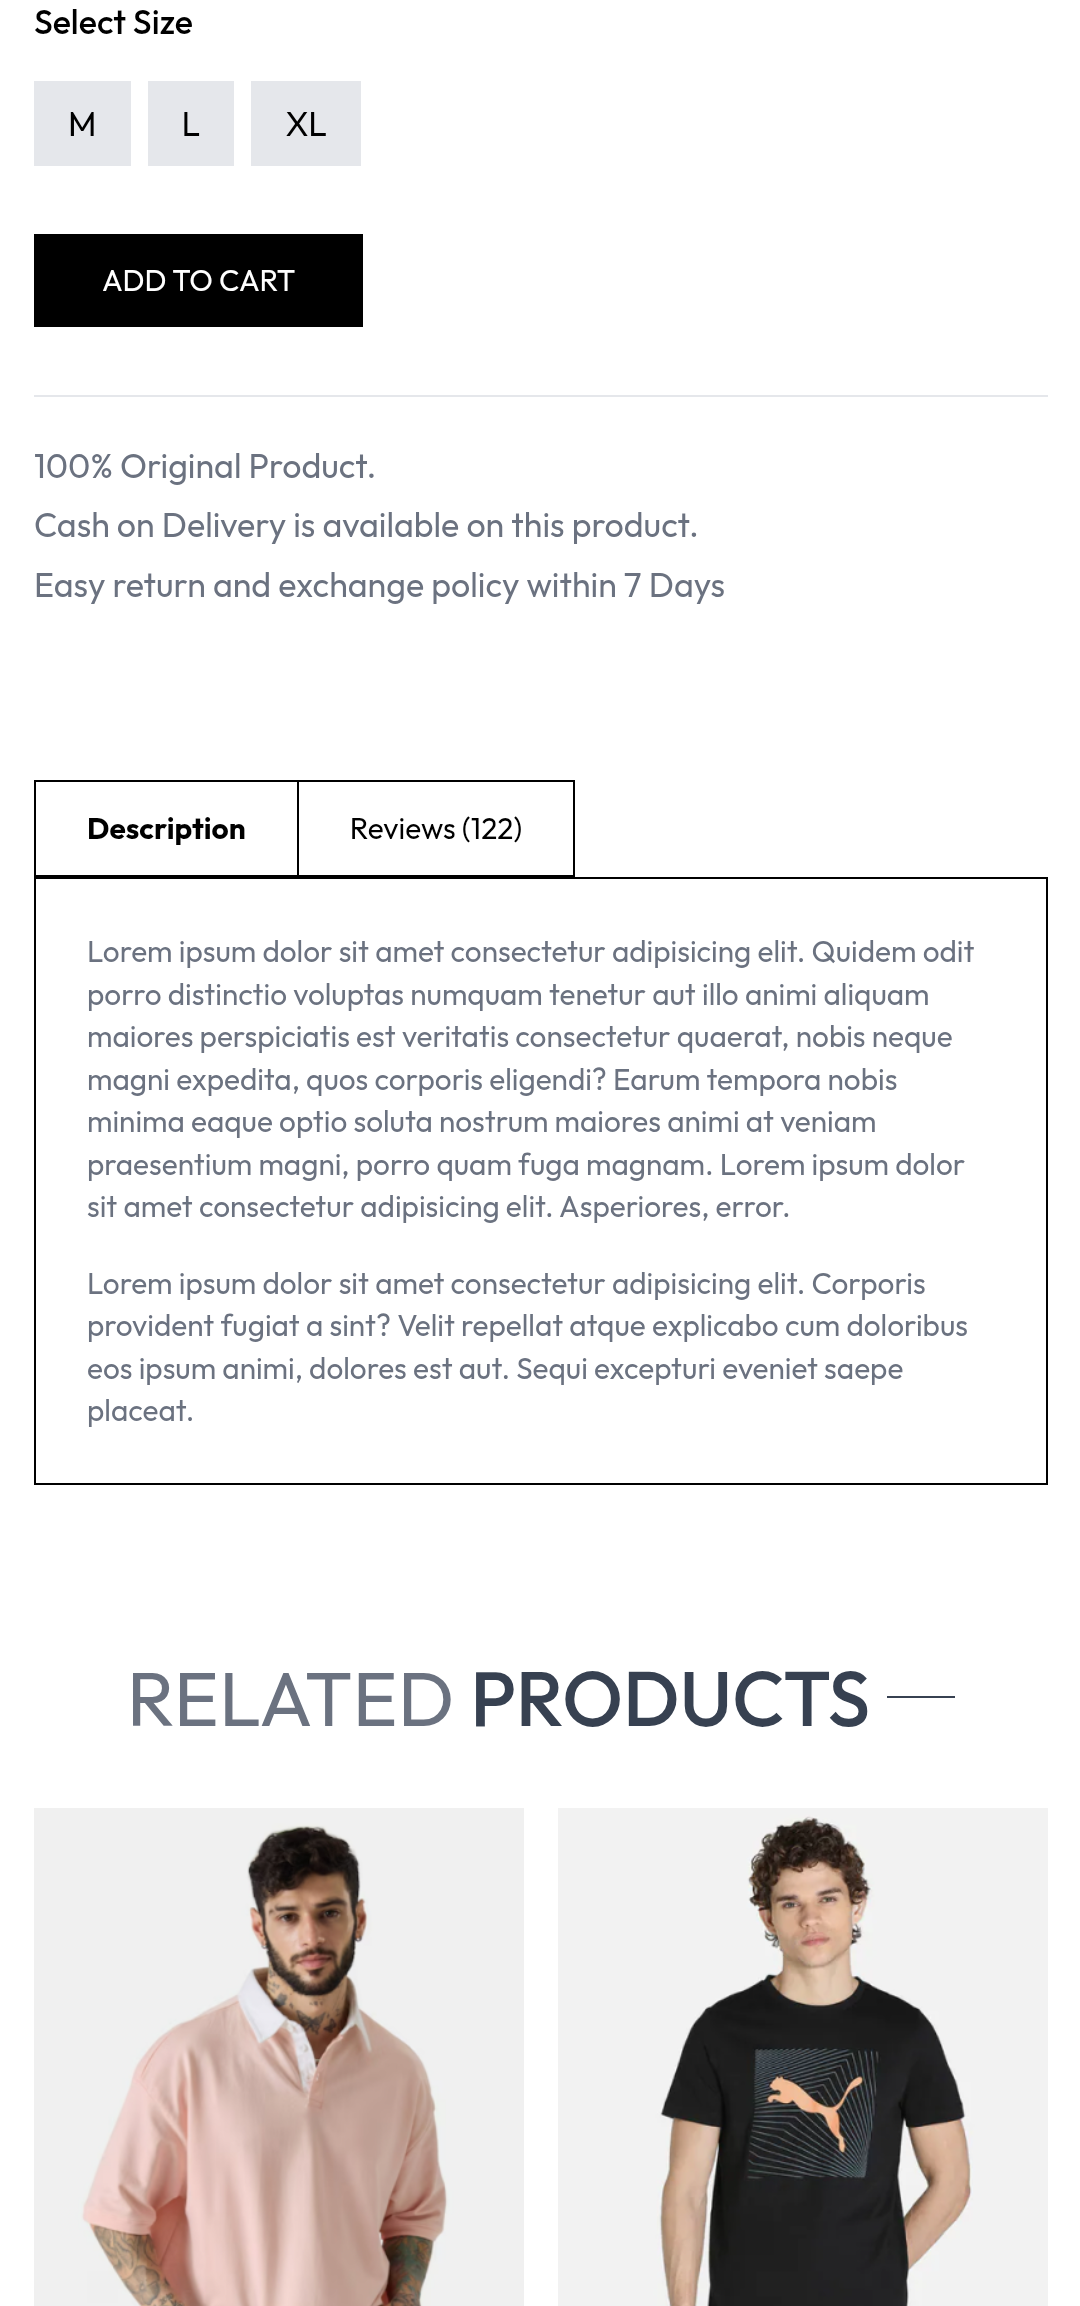 Select Size
M L XL
ADD TO CART
100% Original Product.
Cash on Delivery is available on this product.
Easy return and exchange policy within 7 Days
Description Reviews (122)
Lorem ipsum dolor sit amet consectetur adipisicing elit. Quidem odit
porro distinctio voluptas numquam tenetur aut illo animi aliquam
maiores perspiciatis est veritatis consectetur quaerat, nobis neque
magni expedita, quos corporis eligendi? Earum tempora nobis
minima eaque optio soluta nostrum maiores animi at veniam
praesentium magni, porro quam fuga magnam. Lorem ipsum dolor
sit amet consectetur adipisicing elit. Asperiores, error.
Lorem ipsum dolor sit amet consectetur adipisicing elit. Corporis
provident fugiat a sint? Velit repellat atque explicabo cum doloribus
eos ipsum animi, dolores est aut. Sequi excepturi eveniet saepe
placeat.
RELATED PRODUCTS